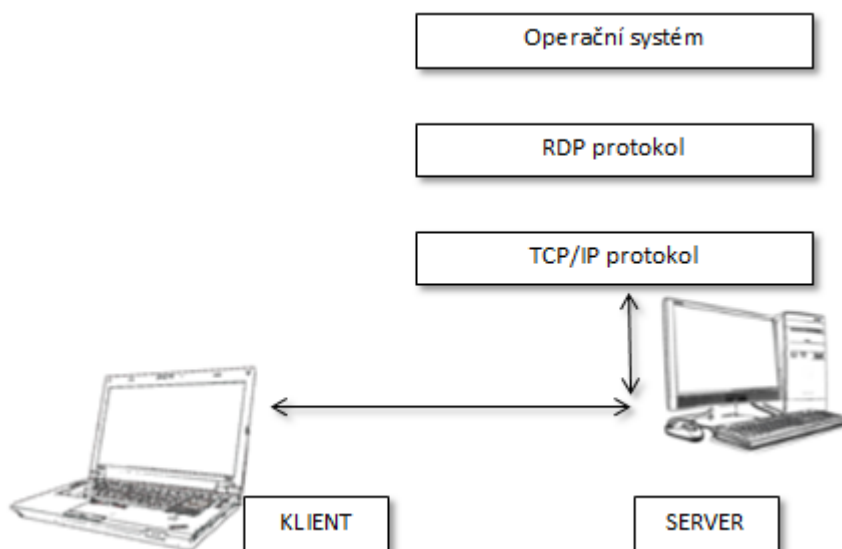 Operační systém
RDP protokol
TCP/IP protokol
KLIENT
SERVER